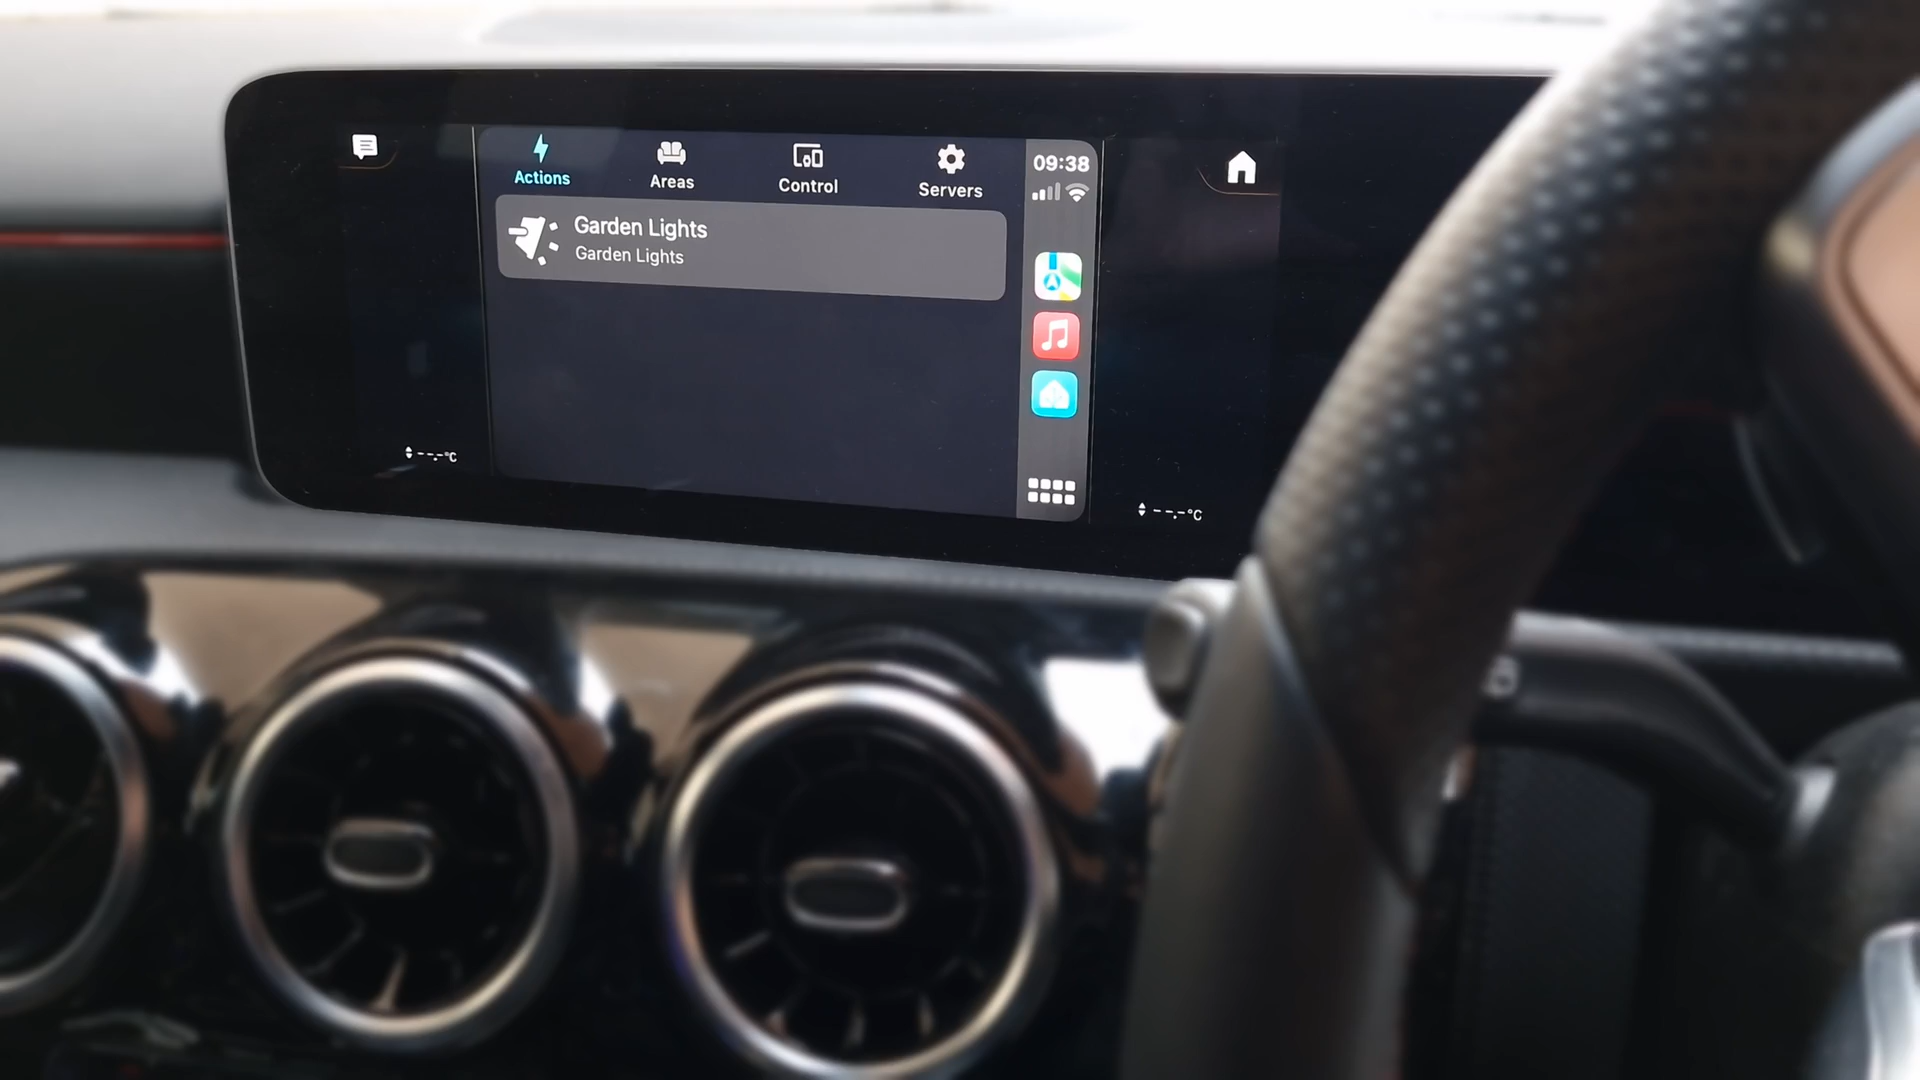 Actions
Areas
Control
Servers
09:38
Garden Lights
Garden Lights
--.-°C
--.-°C